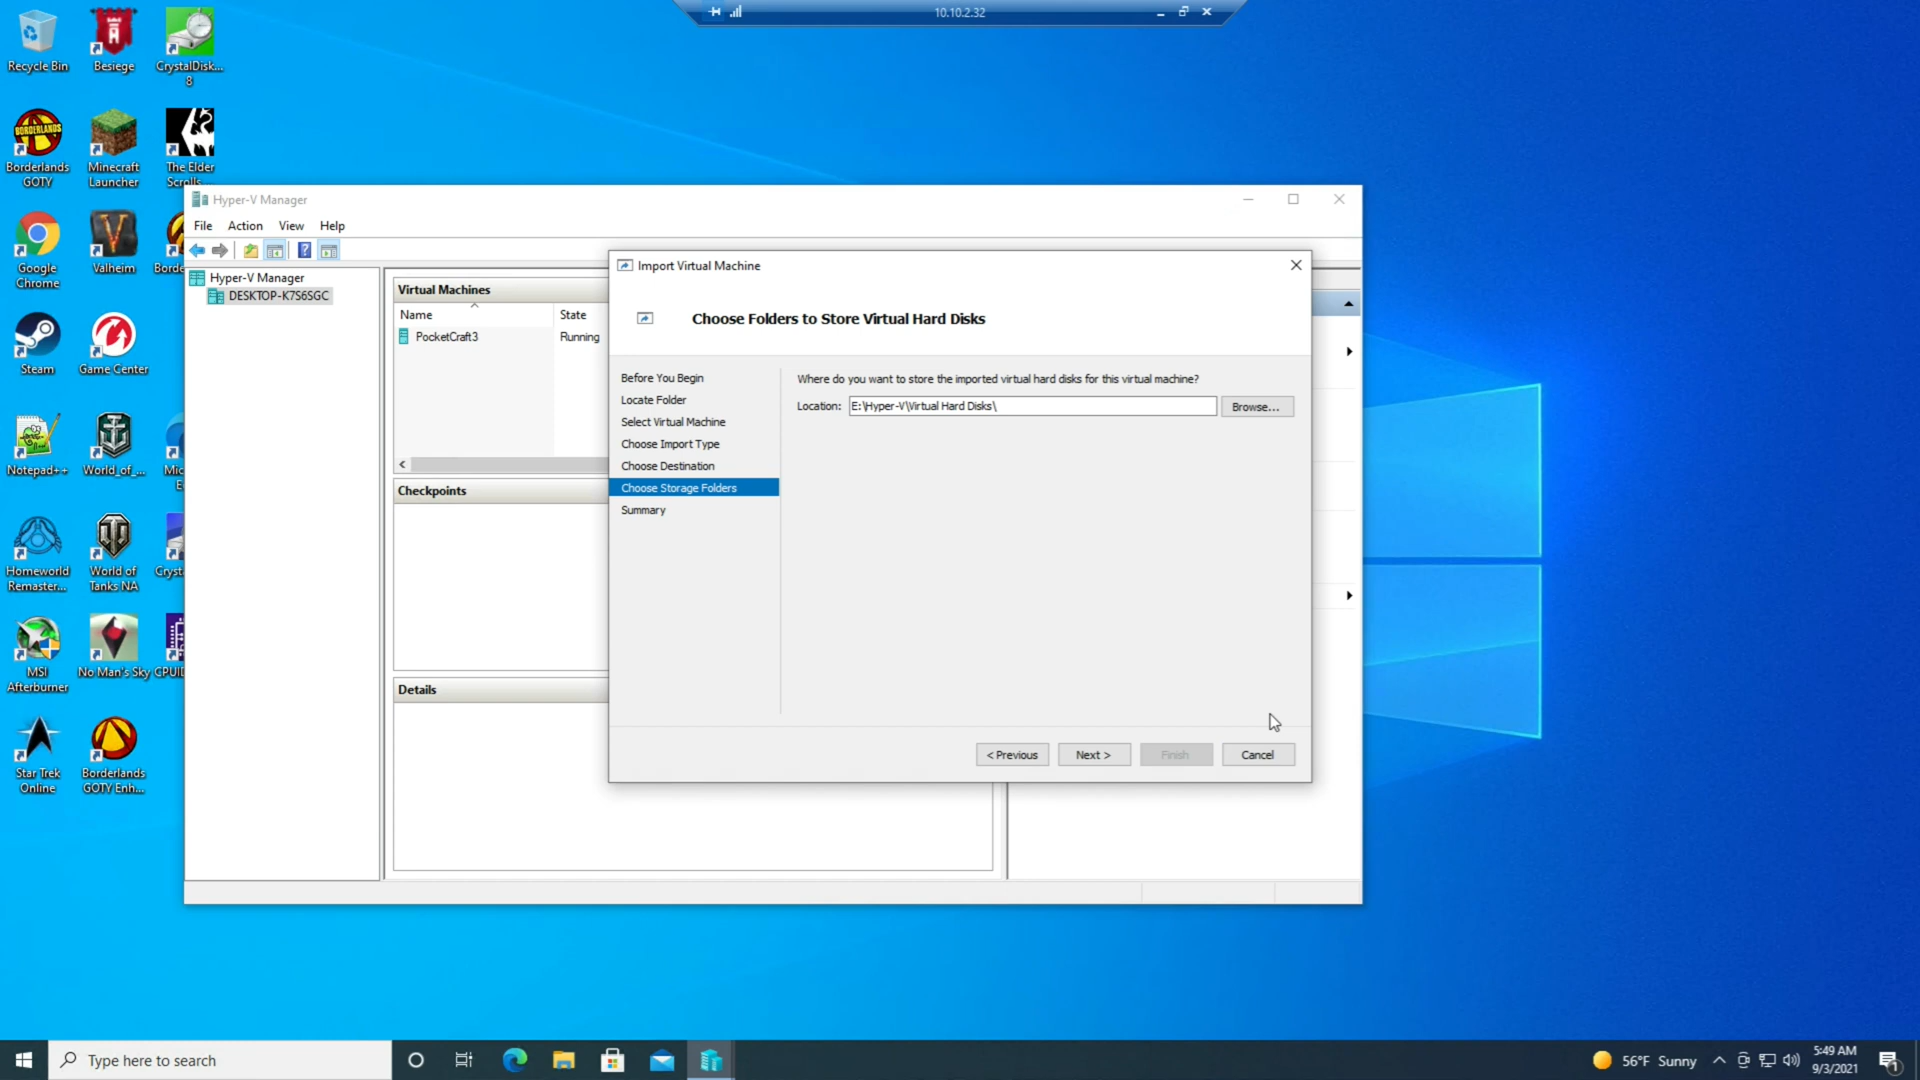 10.10.2.32
Recycle Bin
Besiege
CrystalDisk...
8
Borderlands
GOTY
Minecraft
Launcher
The Elder
Scrolls ...
Google
Chrome
Valheim
Borde
Steam
Game Center
Notepad++
World_of_...
Mic
E
Homeworld
Remaster...
World of
Tanks NA
Cryst
MSI
Afterburner
No Man's Sky
CPUID
Star Trek
Online
Borderlands
GOTY Enh...
Hyper-V Manager
File
Action
View
Help
Hyper-V Manager
DESKTOP-K7S6SGC
Virtual Machines
Name
State
PocketCraft3
Running
Checkpoints
Details
Import Virtual Machine
Choose Folders to Store Virtual Hard Disks
Before You Begin
Locate Folder
Select Virtual Machine
Choose Import Type
Choose Destination
Choose Storage Folders
Summary
Where do you want to store the imported virtual hard disks for this virtual machine?
Location:
E:\Hyper-V\Virtual Hard Disks\
Browse...
< Previous
Next >
Finish
Cancel
Type here to search
56°F Sunny
5:49 AM
9/3/2021
1